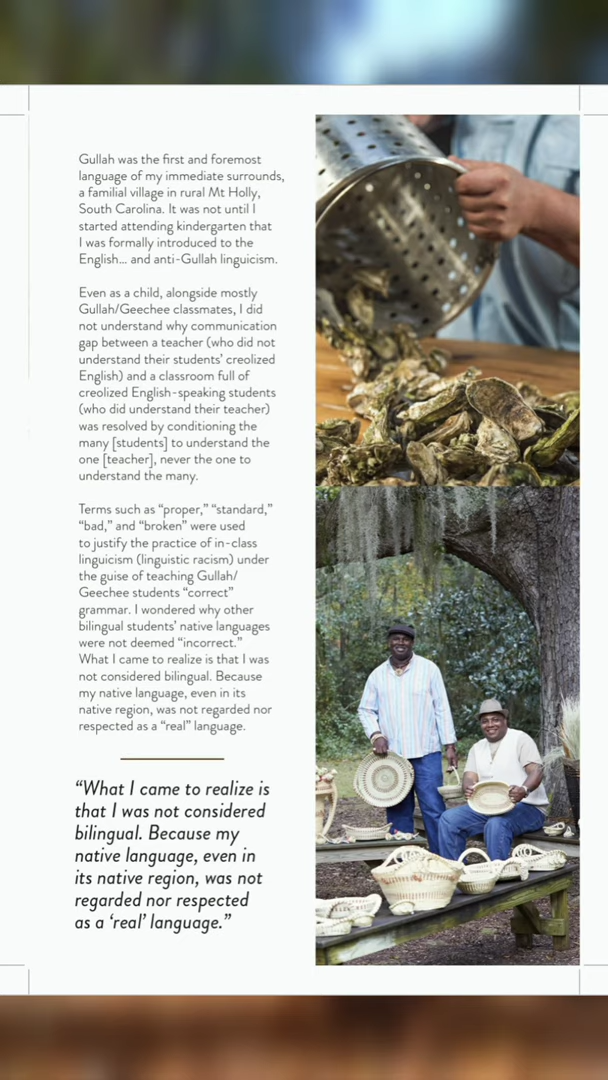 Gullah was the first and foremost
language of my immediate surrounds,
a familial village in rural Mt Holly,
South Carolina. It was not until I
started attending kindergarten that
I was formally introduced to the
English... and anti-Gullah linguicism.
Even as a child, alongside mostly
Gullah/Geechee classmates, I did
not understand why communication
gap between a teacher (who did not
understand their students’ creolized
English) and a classroom full of
creolized English-speaking students
(who did understand their teacher)
was resolved by conditioning the
many [students] to understand the
one [teacher], never the one to
understand the many.
Terms such as “proper,” “standard,”
“bad,” and “broken” were used
to justify the practice of in-class
linguicism (linguistic racism) under
the guise of teaching Gullah/
Geechee students “correct”
grammar. I wondered why other
bilingual students’ native languages
were not deemed “incorrect.”
What I came to realize is that I was
not considered bilingual. Because
my native language, even in its
native region, was not regarded nor
respected as a “real” language.
“What I came to realize is
that I was not considered
bilingual. Because my
native language, even in
its native region, was not
regarded nor respected
as a ‘real’ language.”